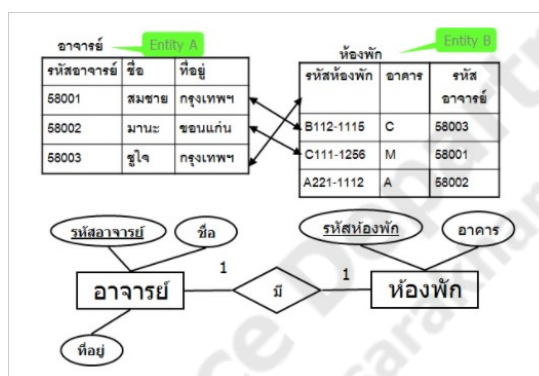 อาจารย์ Entity A
รหัสอาจารย์ ชื่อ ที่อยู่
58001 สมชาย กรุงเทพฯ
58002 มานะ ขอนแก่น
58003 ชูใจ กรุงเทพฯ
ห้องพัก Entity B
รหัสห้องพัก อาคาร รหัส
อาจารย์
B112-1115 C 58003
C111-1256 M 58001
A221-1112 A 58002
รหัสอาจารย์ ชื่อ
รหัสห้องพัก อาคาร
อาจารย์ 1 มี 1 ห้องพัก
ที่อยู่